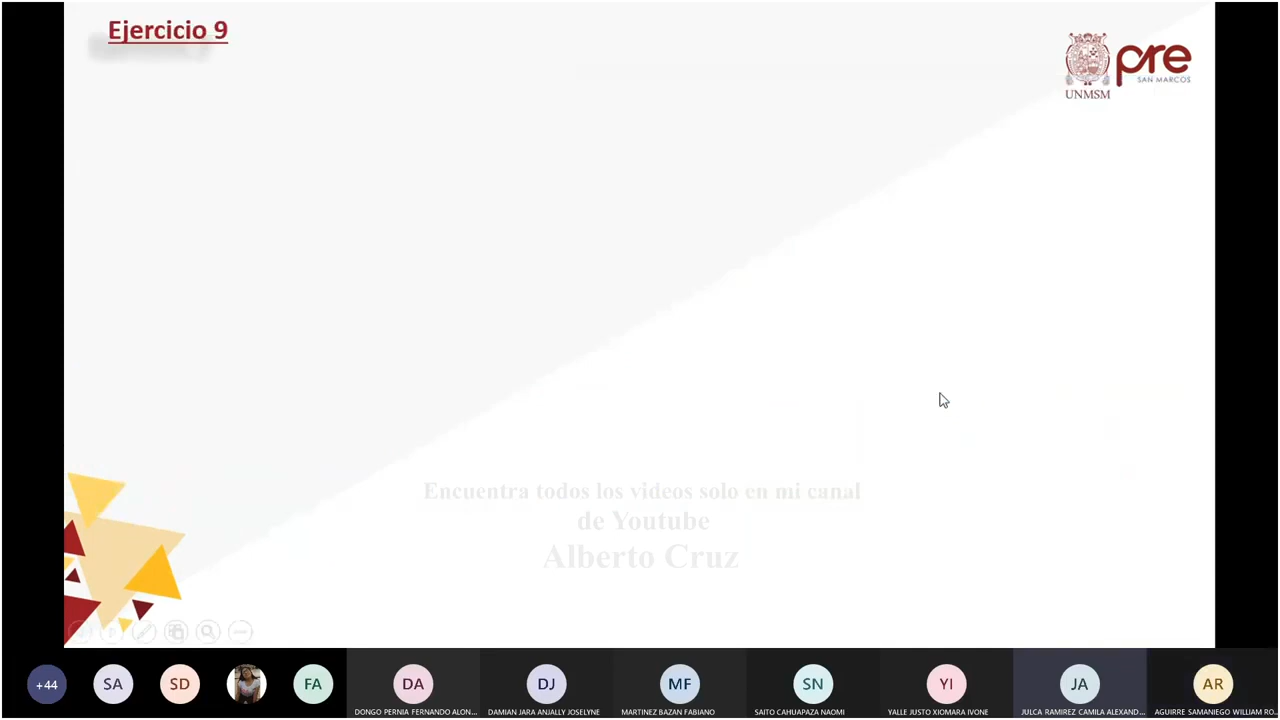 Ejercicio 9
pre
SAN MARCOS
UNMSM
Encuentra todos los videos solo en mi canal
de Youtube
Alberto Cruz
+44
SA
SD
FA
DA
DJ
MF
SN
YI
JA
AR
DONGO PERNIA FERNANDO ALON...
DAMIAN JARA ANJALLY JOSELYNE
MARTINEZ BAZAN FABIANO
SAITO CAHUAPAZA NAOMI
YALLE JUSTO XIOMARA IVONE
JULCA RAMIREZ CAMILA ALEXAND...
AGUIRRE SAMANIEGO WILLIAM RO...